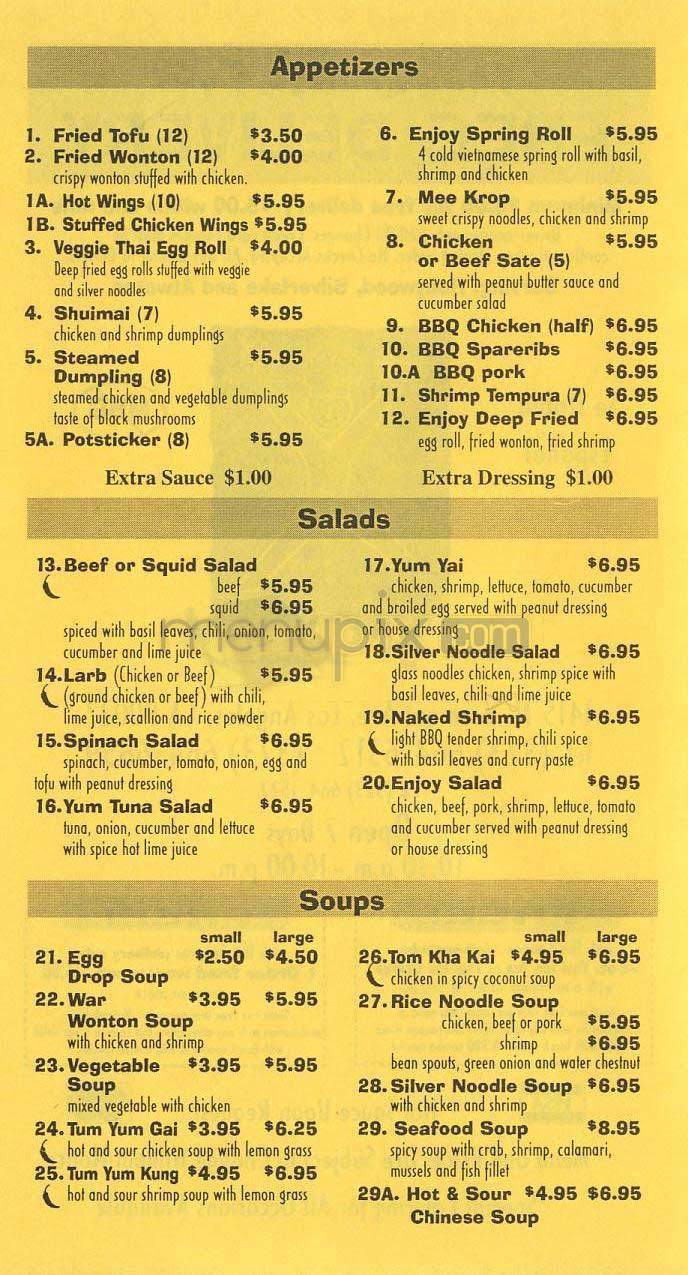 Appetizers
1. Fried Tofu (12) $3.50
2. Fried Wonton (12) $4.00
crispy wonton stuffed with chicken.
1A. Hot Wings (10) $5.95
1B. Stuffed Chicken Wings $5.95
3. Veggie Thai Egg Roll $4.00
Deep fried egg rolls stuffed with veggie
and silver noodles
4. Shuimai (7) $5.95
chicken and shrimp dumplings
5. Steamed $5.95
Dumpling (8)
steamed chicken and vegetable dumplings
taste of black mushrooms
5A. Potsticker (8) $5.95
Extra Sauce $1.00
6. Enjoy Spring Roll $5.95
4 cold vietnamese spring roll with basil,
shrimp and chicken
7. Mee Krop $5.95
sweet crispy noodles, chicken and shrimp
8. Chicken $5.95
or Beef Sate (5)
served with peanut butter sauce and
cucumber salad
9. BBQ Chicken (half) $6.95
10. BBQ Spareribs $6.95
10.A BBQ pork $6.95
11. Shrimp Tempura (7) $6.95
12. Enjoy Deep Fried $6.95
egg roll, fried wonton, fried shrimp
Extra Dressing $1.00
Salads
13. Beef or Squid Salad
beef $5.95
squid $6.95
spiced with basil leaves, chili, onion, tomato,
cucumber and lime juice
14. Larb (Chicken or Beef) $5.95
(ground chicken or beef) with chili,
lime juice, scallion and rice powder
15. Spinach Salad $6.95
spinach, cucumber, tomato, onion, egg and
tofu with peanut dressing
16. Yum Tuna Salad $6.95
tuna, onion, cucumber and lettuce
with spice hot lime juice
17. Yum Yai $6.95
chicken, shrimp, lettuce, tomato, cucumber
and broiled egg served with peanut dressing
or house dressing
18. Silver Noodle Salad $6.95
glass noodles chicken, shrimp spice with
basil leaves, chili and lime juice
19. Naked Shrimp $6.95
light BBQ tender shrimp, chili spice
with basil leaves and curry paste
20. Enjoy Salad $6.95
chicken, beef, pork, shrimp, lettuce, tomato
and cucumber served with peanut dressing
or house dressing
menupix.com
Soups
small large
21. Egg $2.50 $4.50
Drop Soup
22. War $3.95 $5.95
Wonton Soup
with chicken and shrimp
23. Vegetable $3.95 $5.95
Soup
mixed vegetable with chicken
24. Tum Yum Gai $3.95 $6.25
hot and sour chicken soup with lemon grass
25. Tum Yum Kung $4.95 $6.95
hot and sour shrimp soup with lemon grass
small large
26. Tom Kha Kai $4.95 $6.95
chicken in spicy coconut soup
27. Rice Noodle Soup
chicken, beef or pork $5.95
shrimp $6.95
bean spouts, green onion and water chestnut
28. Silver Noodle Soup $6.95
with chicken and shrimp
29. Seafood Soup $8.95
spicy soup with crab, shrimp, calamari,
mussels and fish fillet
29A. Hot & Sour $4.95 $6.95
Chinese Soup